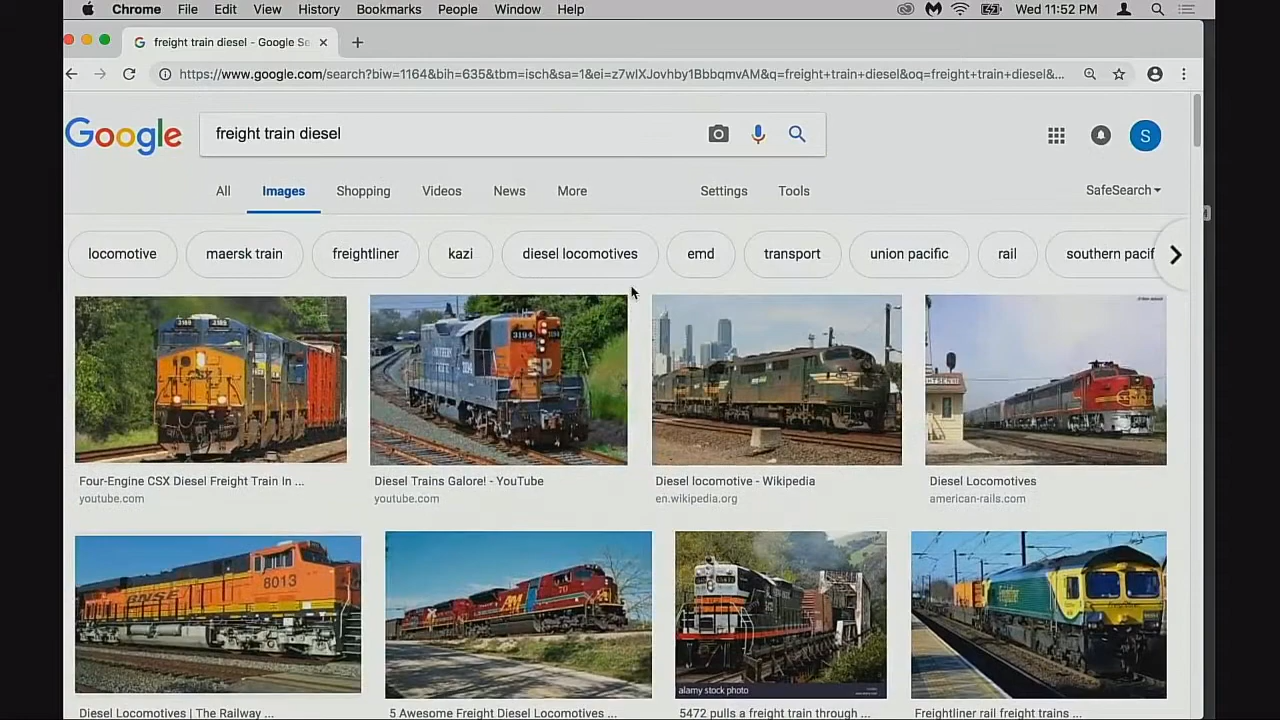 Chrome File Edit View History Bookmarks People Window Help Wed 11:52 PM
freight train diesel - Google Se
https://www.google.com/search?biw=1164&bih=635&tbm=isch&sa=1&ei=z7wIXJovhby1BbbqmvAM&q=freight+train+diesel&oq=freight+train+diesel&...
Google freight train diesel S
All Images Shopping Videos News More Settings Tools SafeSearch
locomotive maersk train freightliner kazi diesel locomotives emd transport union pacific rail southern pacif
3194
SP
Four-Engine CSX Diesel Freight Train In ... Diesel Trains Galore! - YouTube Diesel locomotive - Wikipedia Diesel Locomotives
youtube.com youtube.com en.wikipedia.org american-rails.com
8013
BNSF
alamy stock photo
Diesel Locomotives | The Railway ... 5 Awesome Freight Diesel Locomotives ... 5472 pulls a freight train through ... Freightliner rail freight trains ...